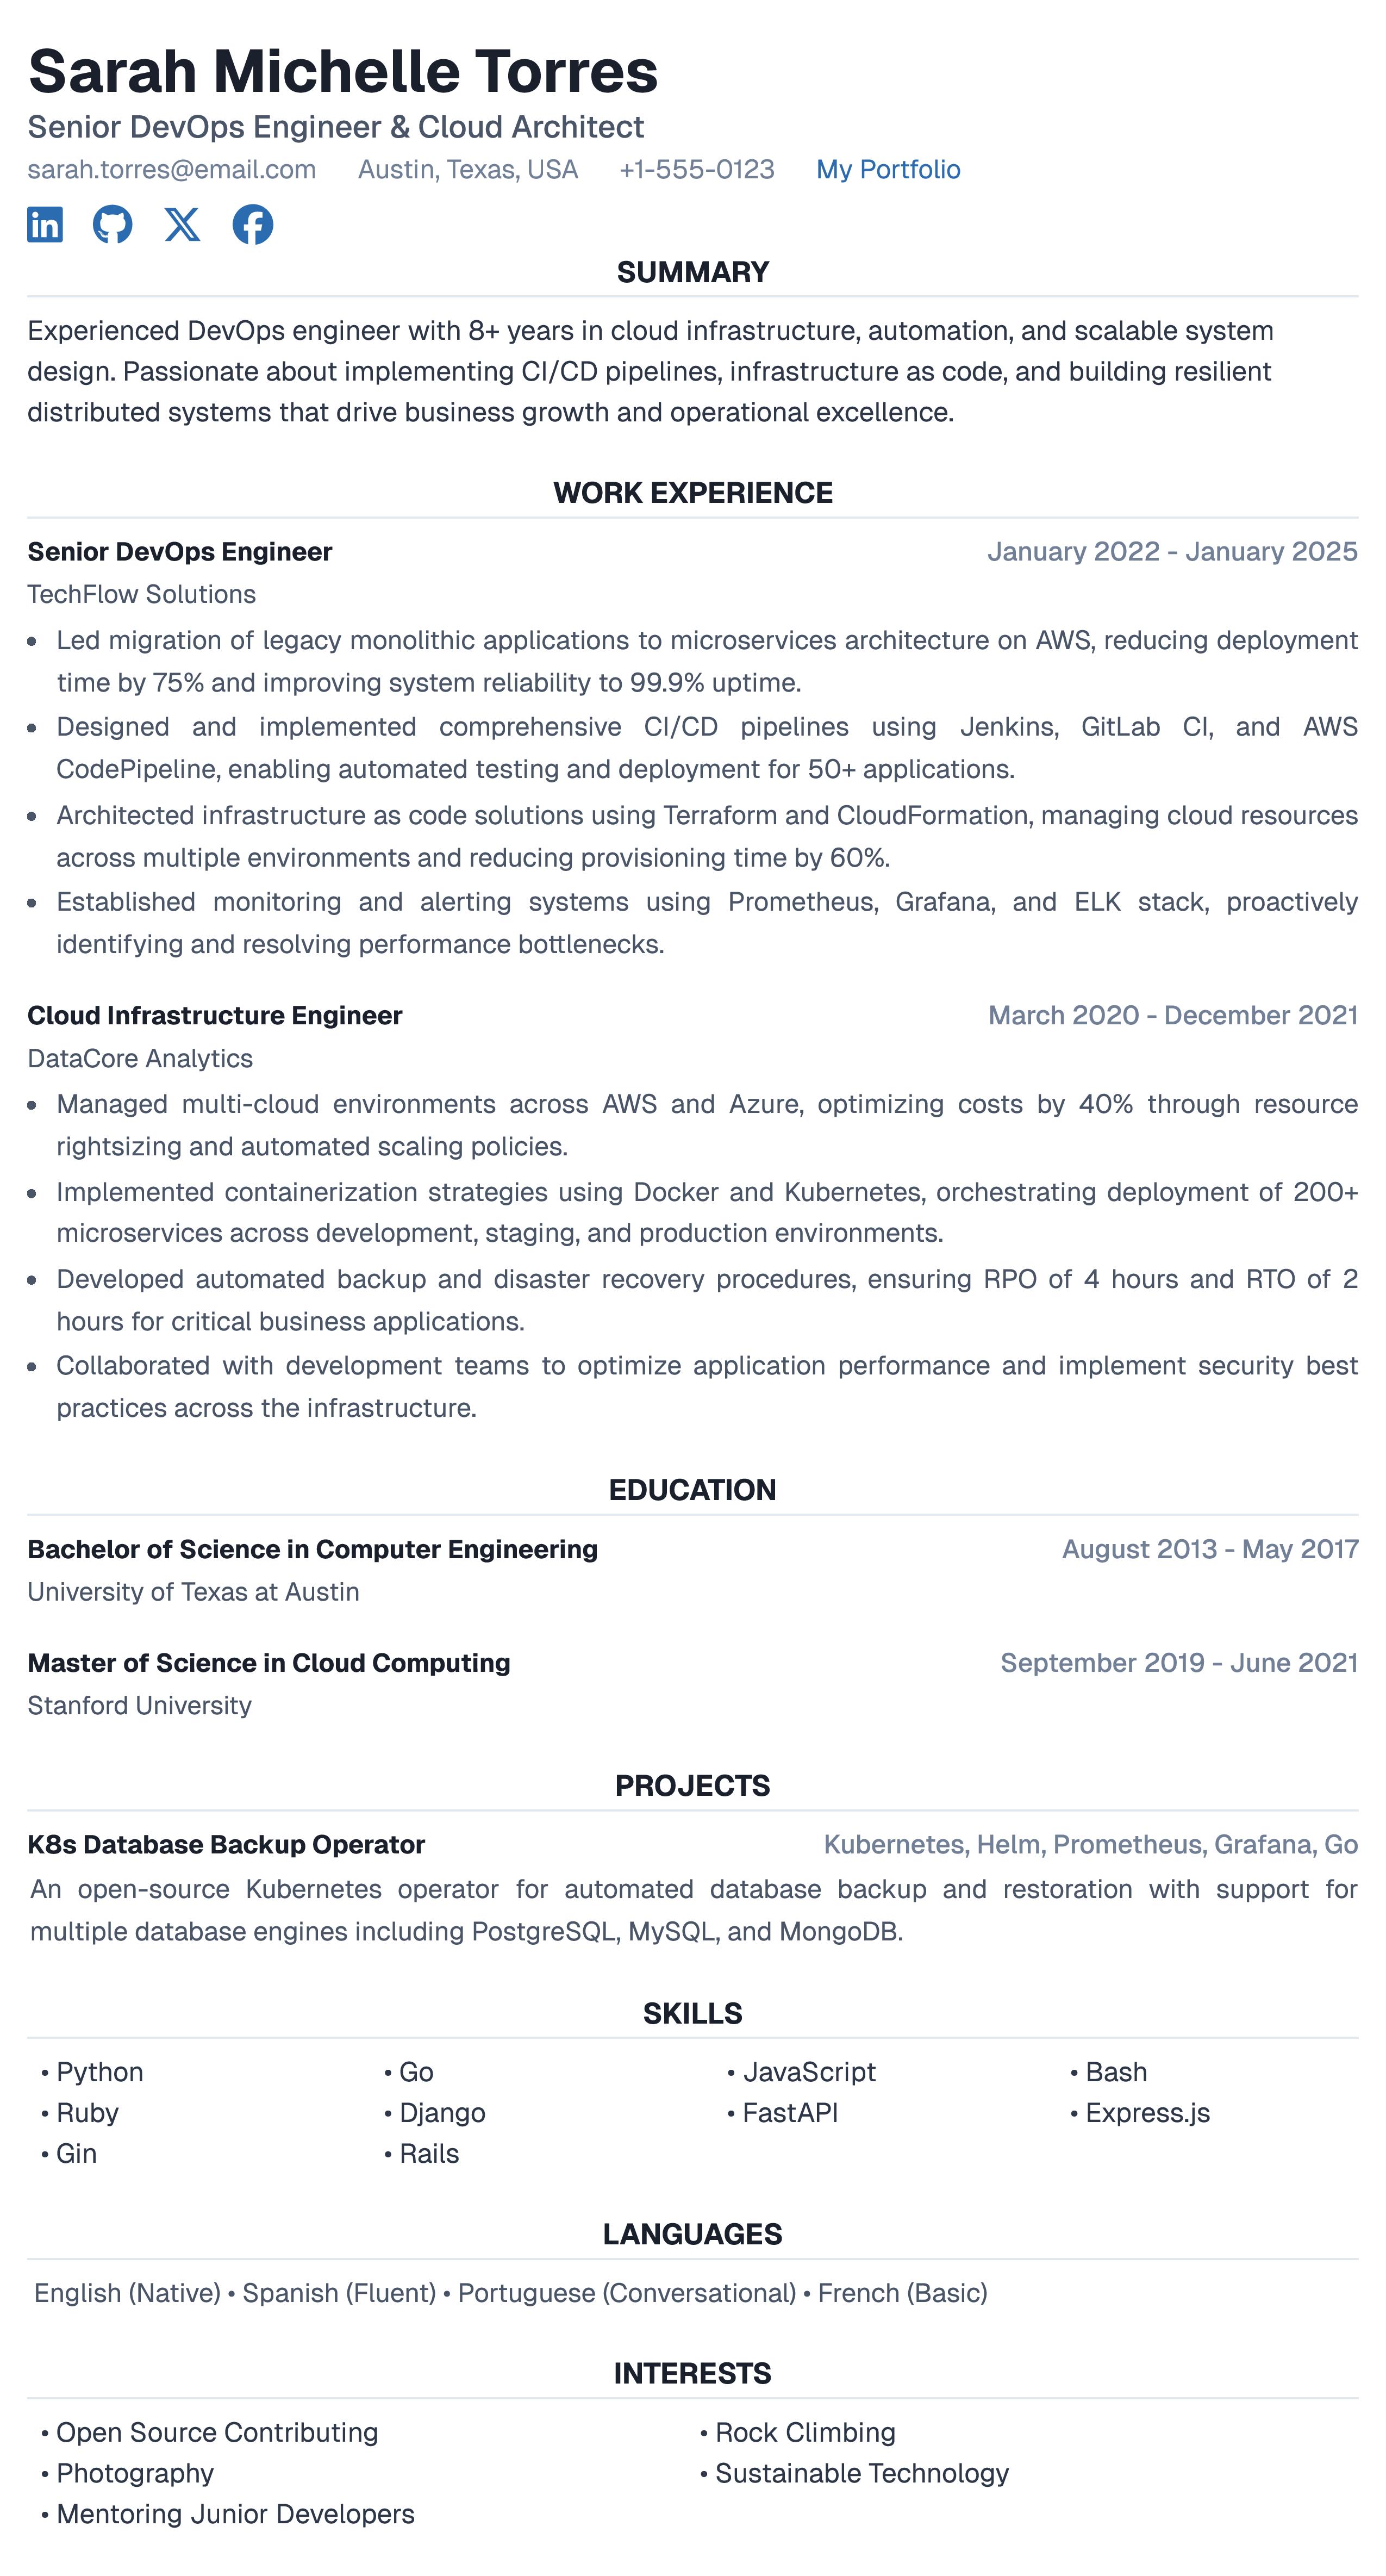 Sarah Michelle Torres
Senior DevOps Engineer & Cloud Architect
sarah.torres@email.com Austin, Texas, USA +1-555-0123 My Portfolio
SUMMARY
Experienced DevOps engineer with 8+ years in cloud infrastructure, automation, and scalable system
design. Passionate about implementing CI/CD pipelines, infrastructure as code, and building resilient
distributed systems that drive business growth and operational excellence.
WORK EXPERIENCE
Senior DevOps Engineer January 2022 - January 2025
TechFlow Solutions
• Led migration of legacy monolithic applications to microservices architecture on AWS, reducing deployment
time by 75% and improving system reliability to 99.9% uptime.
• Designed and implemented comprehensive CI/CD pipelines using Jenkins, GitLab CI, and AWS
CodePipeline, enabling automated testing and deployment for 50+ applications.
• Architected infrastructure as code solutions using Terraform and CloudFormation, managing cloud resources
across multiple environments and reducing provisioning time by 60%.
• Established monitoring and alerting systems using Prometheus, Grafana, and ELK stack, proactively
identifying and resolving performance bottlenecks.
Cloud Infrastructure Engineer March 2020 - December 2021
DataCore Analytics
• Managed multi-cloud environments across AWS and Azure, optimizing costs by 40% through resource
rightsizing and automated scaling policies.
• Implemented containerization strategies using Docker and Kubernetes, orchestrating deployment of 200+
microservices across development, staging, and production environments.
• Developed automated backup and disaster recovery procedures, ensuring RPO of 4 hours and RTO of 2
hours for critical business applications.
• Collaborated with development teams to optimize application performance and implement security best
practices across the infrastructure.
EDUCATION
Bachelor of Science in Computer Engineering August 2013 - May 2017
University of Texas at Austin
Master of Science in Cloud Computing September 2019 - June 2021
Stanford University
PROJECTS
K8s Database Backup Operator Kubernetes, Helm, Prometheus, Grafana, Go
An open-source Kubernetes operator for automated database backup and restoration with support for
multiple database engines including PostgreSQL, MySQL, and MongoDB.
SKILLS
• Python • Go • JavaScript • Bash
• Ruby • Django • FastAPI • Express.js
• Gin • Rails
LANGUAGES
English (Native) • Spanish (Fluent) • Portuguese (Conversational) • French (Basic)
INTERESTS
• Open Source Contributing • Rock Climbing
• Photography • Sustainable Technology
• Mentoring Junior Developers